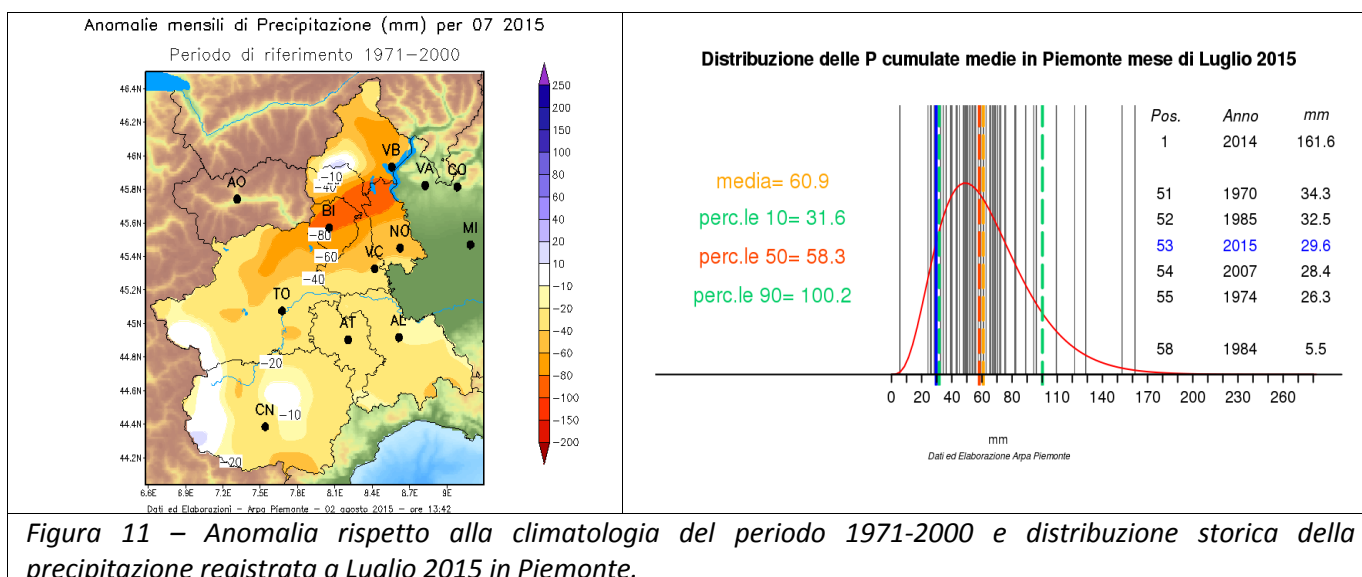 Anomalie mensili di Precipitazione (mm) per 07 2015
Periodo di riferimento 1971-2000
46.4N
46.2N
46N
45.8N
45.6N
45.4N
45.2N
45N
44.8N
44.6N
44.4N
44.2N
6.6E 6.9E 7.2E 7.5E 7.8E 8.1E 8.4E 8.7E 9E
VB
VA
CO
AO
-10
-40
BI
MI
NO
-80
VC
-60
-40
TO
AT
AL
-20
CN
-10
-20
250
200
150
100
80
60
40
20
10
-10
-20
-40
-60
-80
-100
-150
-200
Dati ed Elaborazioni - Arpa Piemonte - 02 agosto 2015 - ore 13:42
Distribuzione delle P cumulate medie in Piemonte mese di Luglio 2015
media= 60.9
perc.le 10= 31.6
perc.le 50= 58.3
perc.le 90= 100.2
Pos. Anno mm
1 2014 161.6
51 1970 34.3
52 1985 32.5
53 2015 29.6
54 2007 28.4
55 1974 26.3
58 1984 5.5
0 20 40 60 80 110 140 170 200 230 260
mm
Dati ed Elaborazione Arpa Piemonte
Figura 11 – Anomalia rispetto alla climatologia del periodo 1971-2000 e distribuzione storica della
precipitazione registrata a Luglio 2015 in Piemonte.